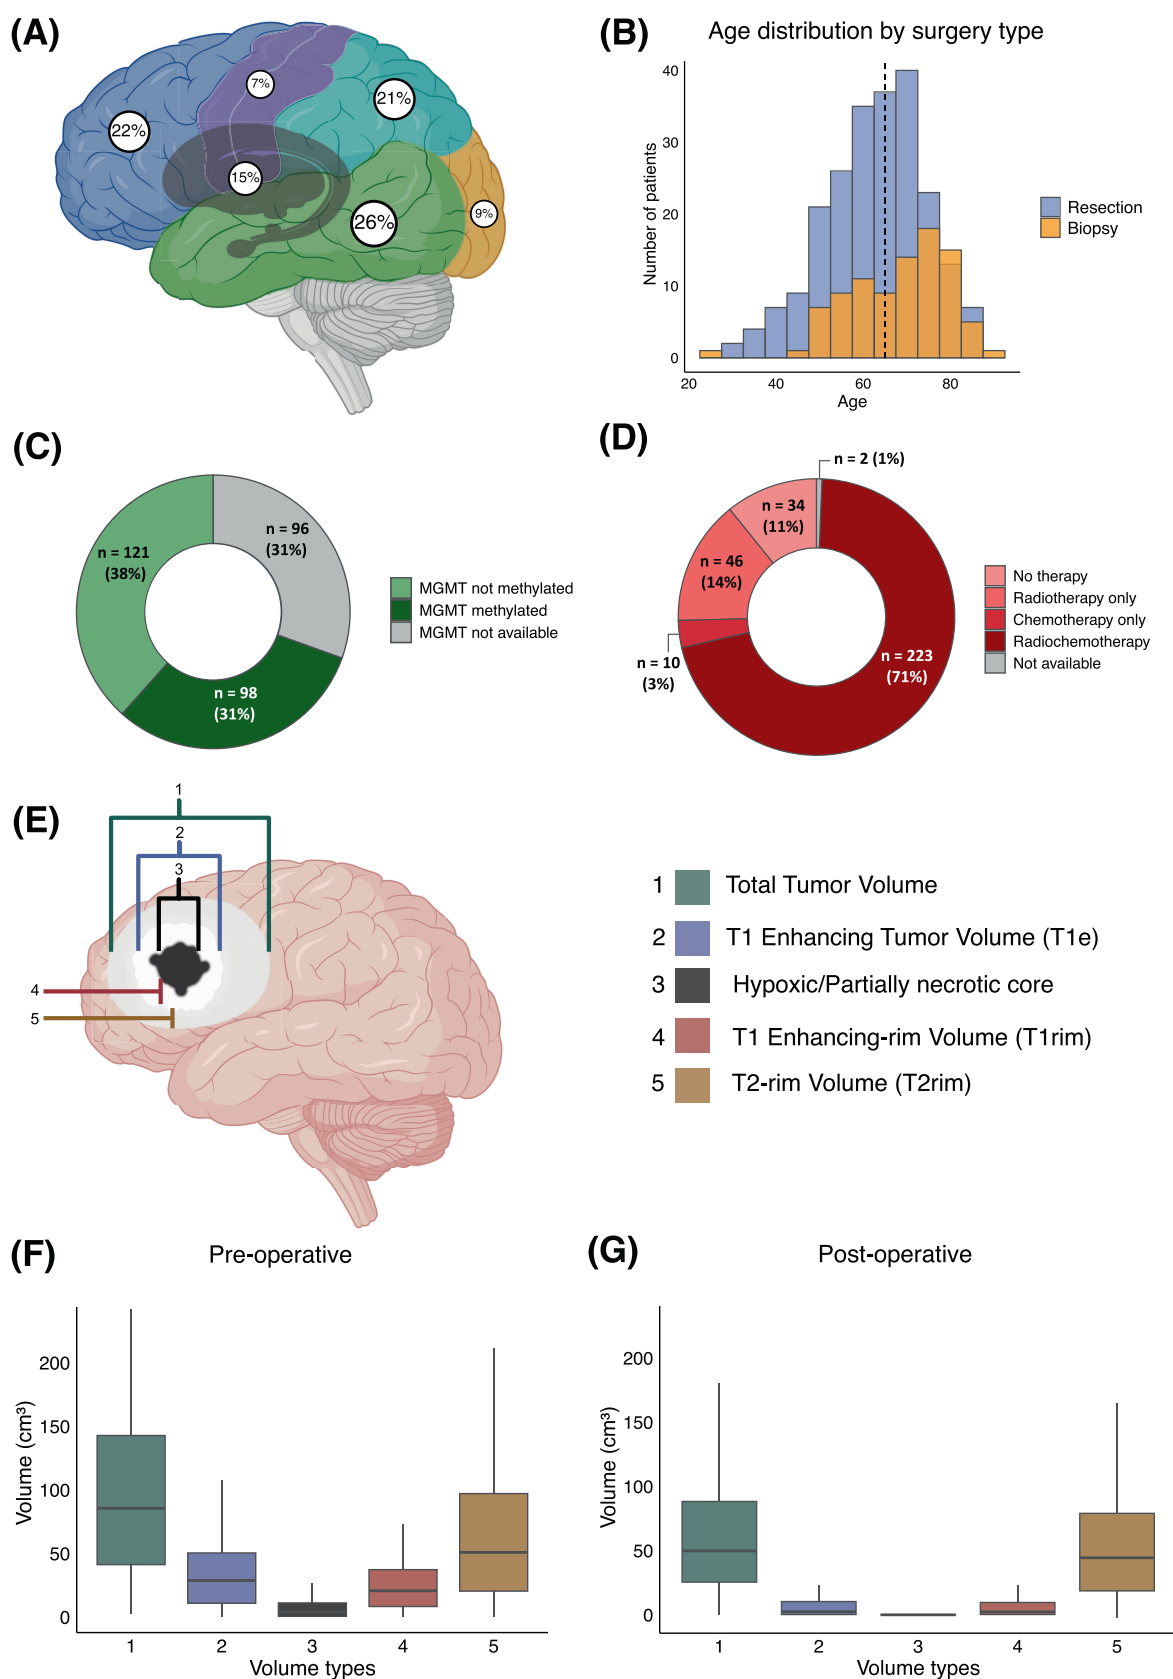 (A)
7%
21%
22%
15%
26%
9%
(B)
Age distribution by surgery type
40
30
20
10
0
Number of patients
20 40 60 80
Age
Resection
Biopsy
(C)
n = 96
(31%)
n = 121
(38%)
n = 98
(31%)
MGMT not methylated
MGMT methylated
MGMT not available
(D)
n = 2 (1%)
n = 34
(11%)
n = 46
(14%)
n = 10
(3%)
n = 223
(71%)
No therapy
Radiotherapy only
Chemotherapy only
Radiochemotherapy
Not available
(E)
1
2
3
4
5
1 Total Tumor Volume
2 T1 Enhancing Tumor Volume (T1e)
3 Hypoxic/Partially necrotic core
4 T1 Enhancing-rim Volume (T1rim)
5 T2-rim Volume (T2rim)
(F)
Pre-operative
200
150
100
50
0
Volume (cm³)
1 2 3 4 5
Volume types
(G)
Post-operative
200
150
100
50
0
Volume (cm³)
1 2 3 4 5
Volume types